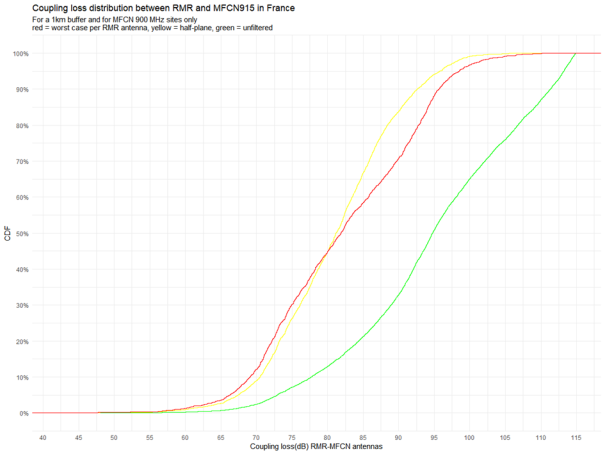 Coupling loss distribution between RMR and MFCN915 in France
For a 1km buffer and for MFCN 900 MHz sites only
red = worst case per RMR antenna, yellow = half-plane, green = unfiltered
100%
90%
80%
70%
60%
50%
40%
30%
20%
10%
0%
CDF
40 45 50 55 60 65 70 75 80 85 90 95 100 105 110 115
Coupling loss(dB) RMR-MFCN antennas